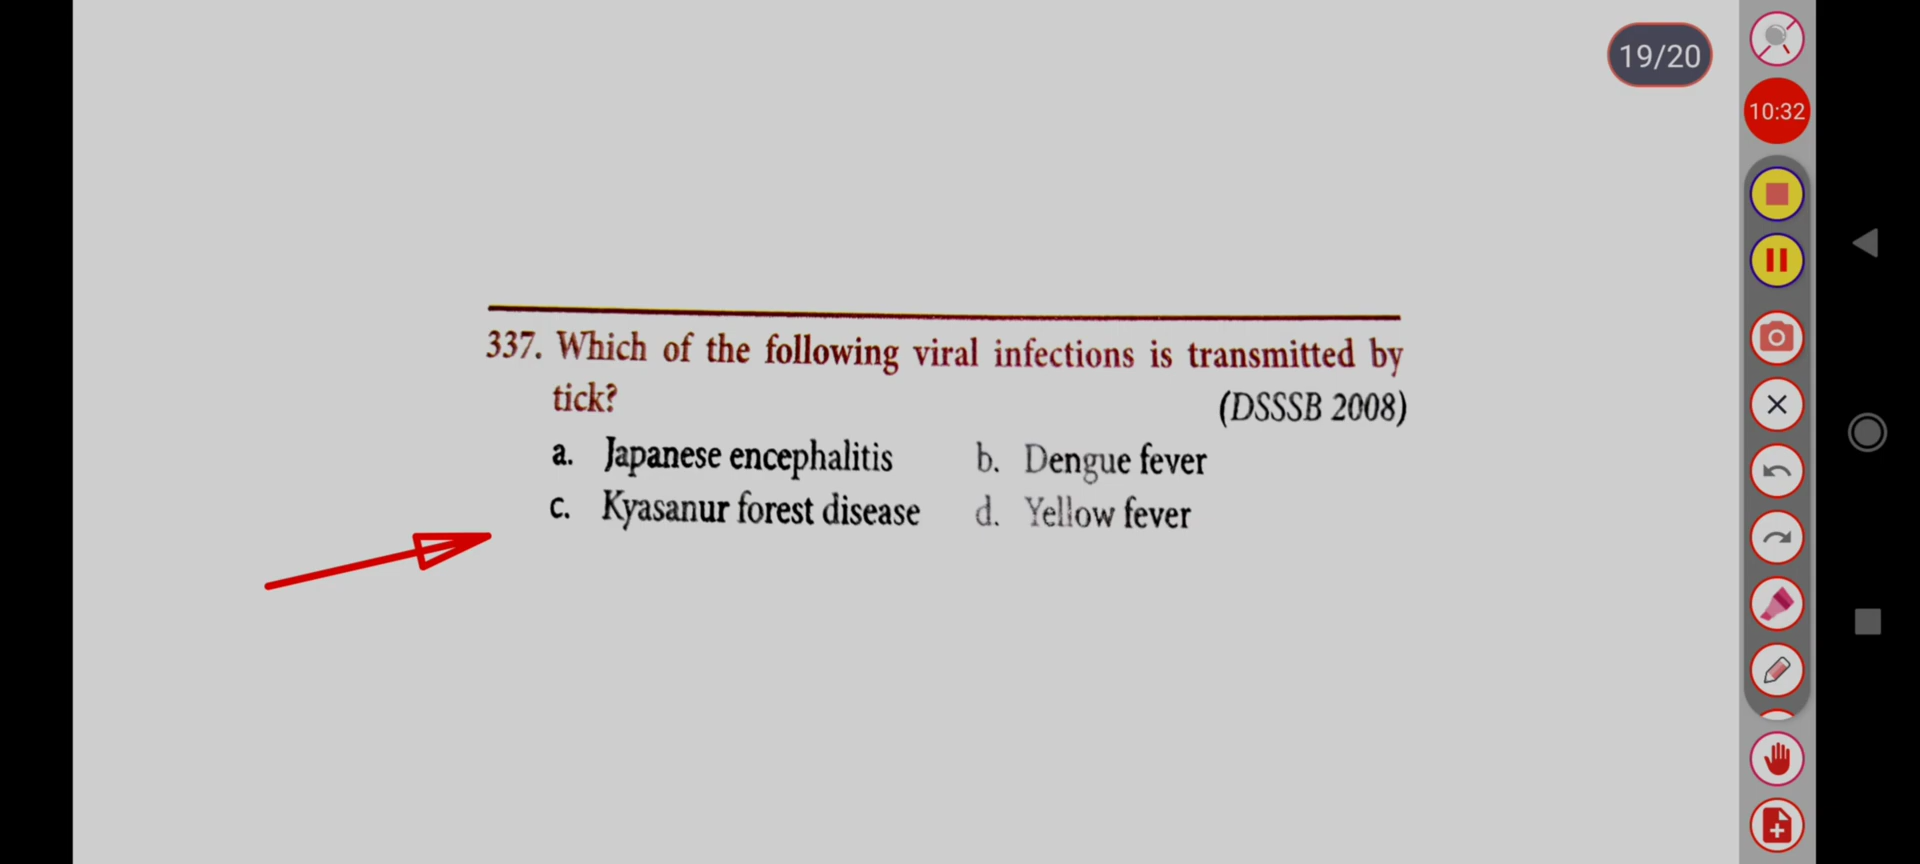 19/20
10:32
337. Which of the following viral infections is transmitted by
tick? (DSSSB 2008)
a. Japanese encephalitis b. Dengue fever
c. Kyasanur forest disease d. Yellow fever